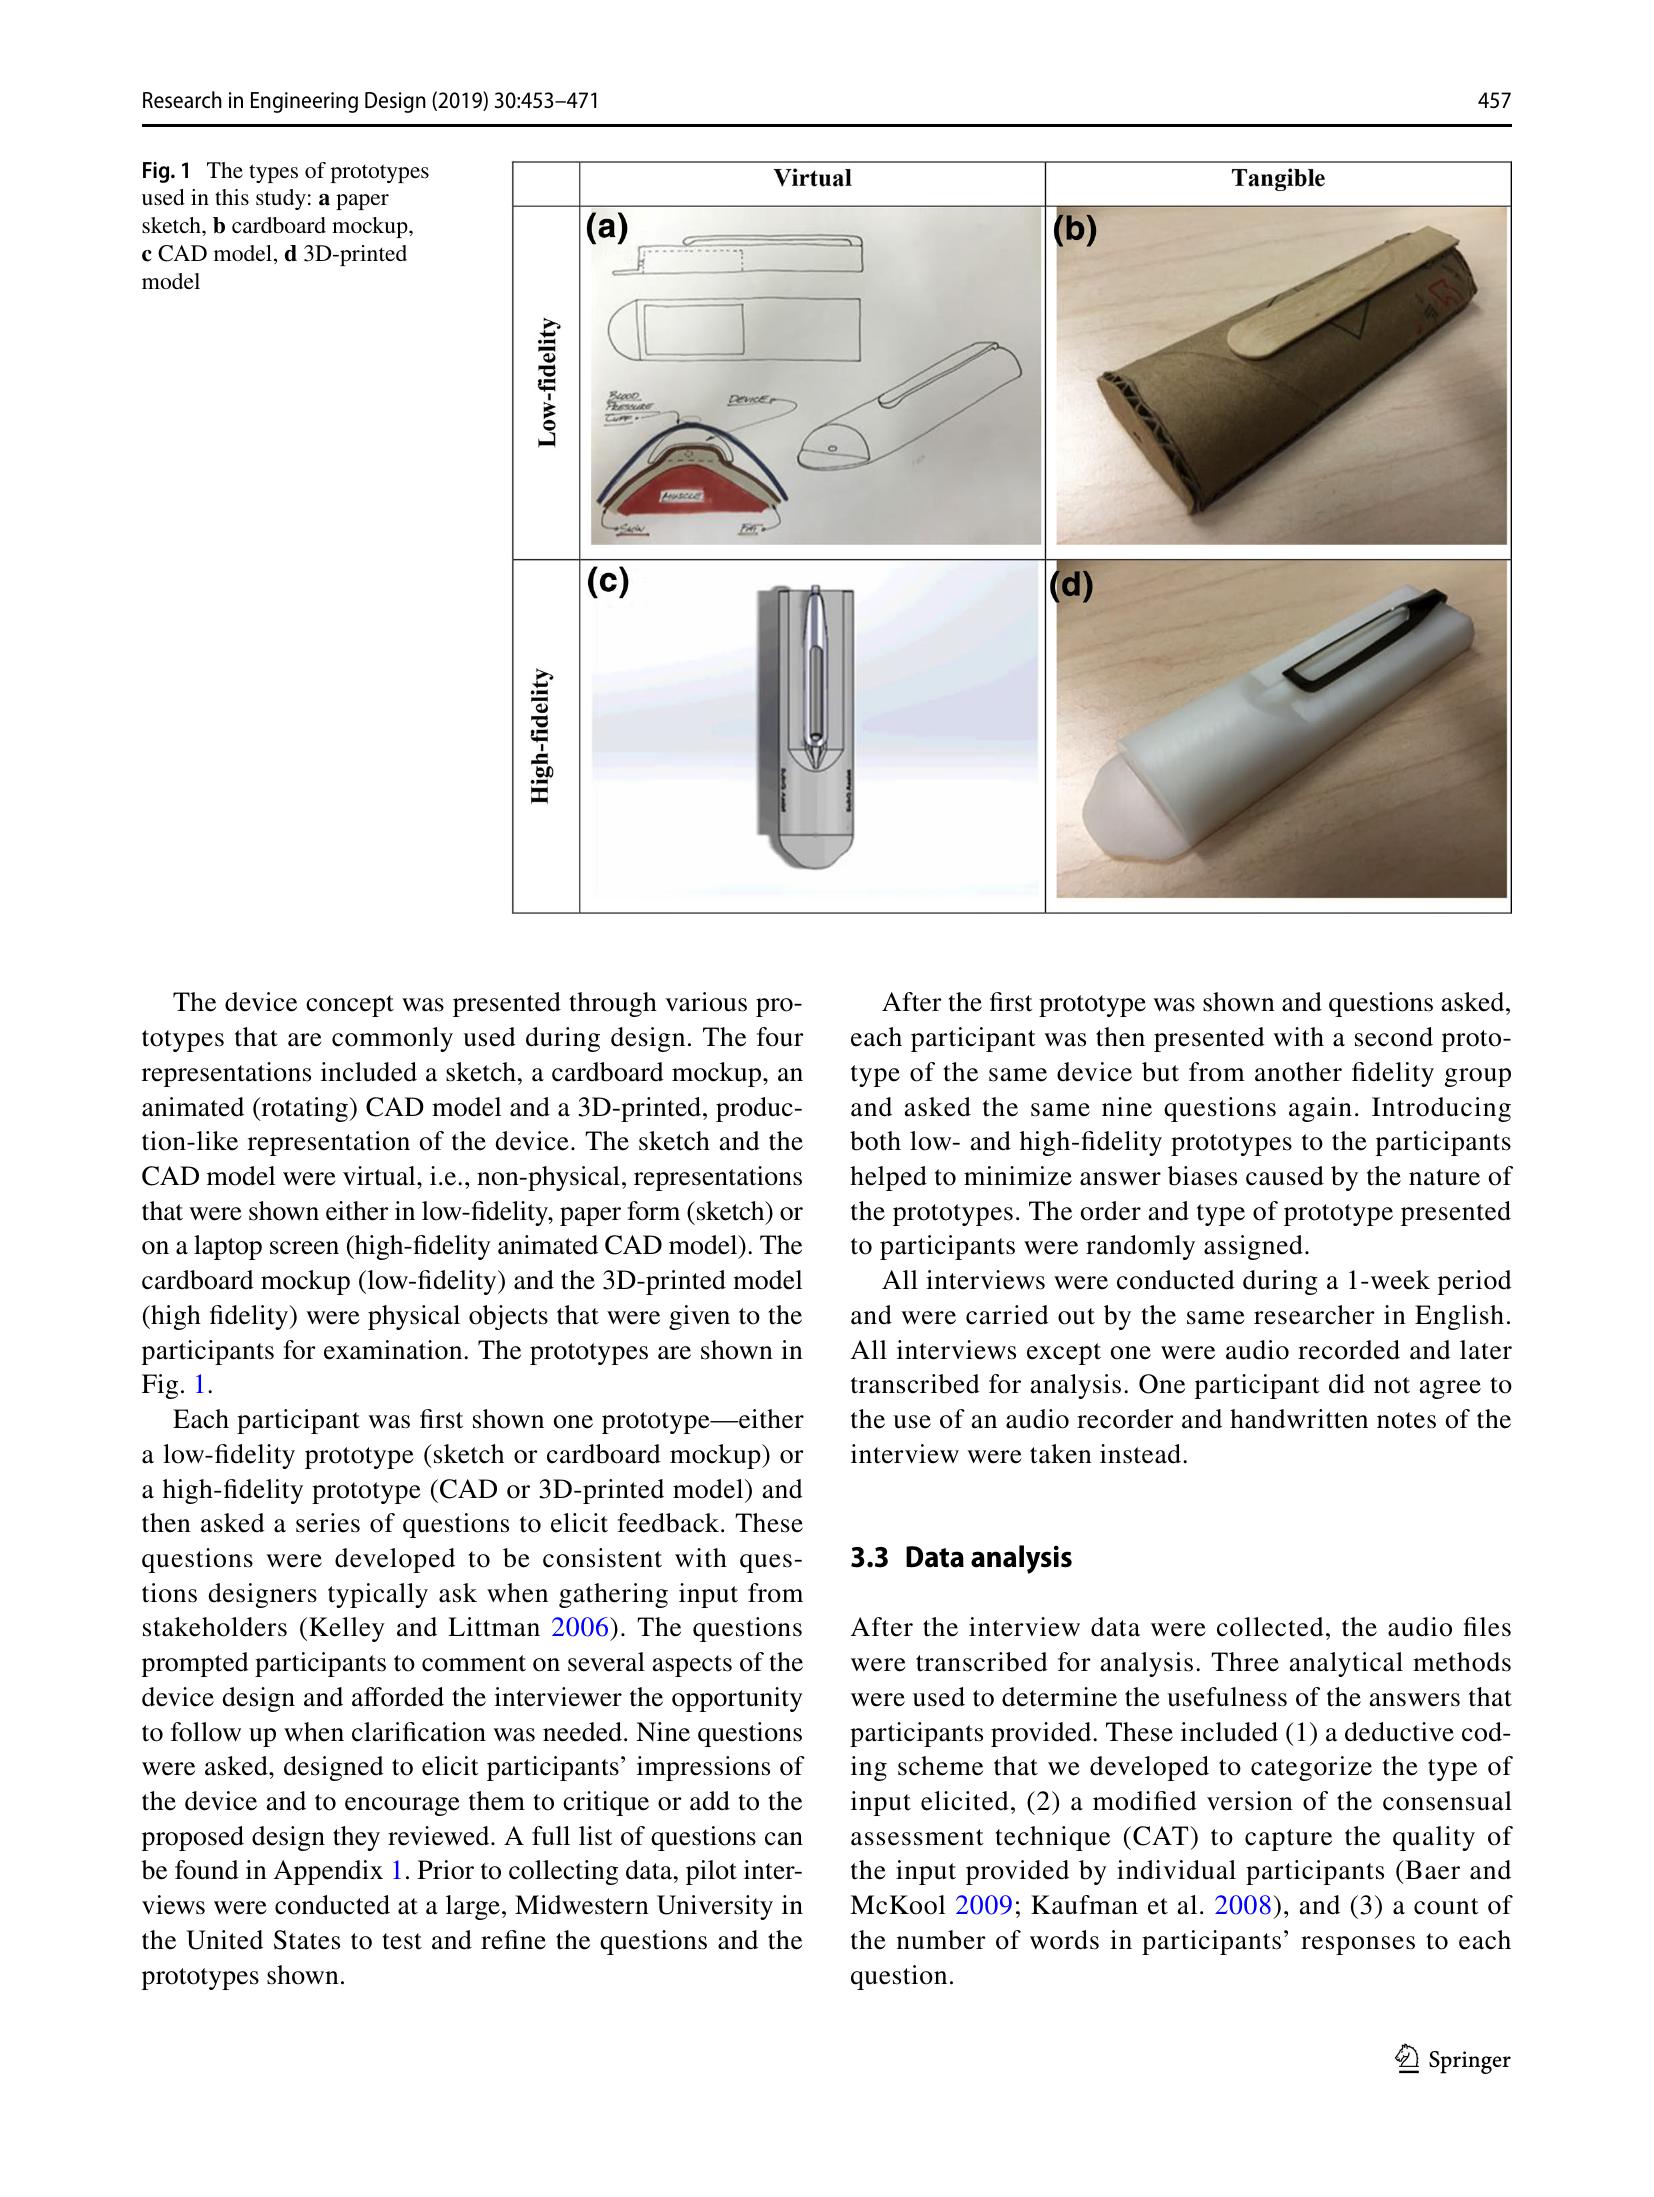 Research in Engineering Design (2019) 30:453–471
457
Fig. 1 The types of prototypes
used in this study: a paper
sketch, b cardboard mockup,
c CAD model, d 3D-printed
model
Virtual
Tangible
Low-fidelity
(a)
BLOOD
PRESSURE
CUFF
DEVICE
MUSCLE
SKIN
FAT
(b)
High-fidelity
(c)
(d)
The device concept was presented through various pro-
totypes that are commonly used during design. The four
representations included a sketch, a cardboard mockup, an
animated (rotating) CAD model and a 3D-printed, produc-
tion-like representation of the device. The sketch and the
CAD model were virtual, i.e., non-physical, representations
that were shown either in low-fidelity, paper form (sketch) or
on a laptop screen (high-fidelity animated CAD model). The
cardboard mockup (low-fidelity) and the 3D-printed model
(high fidelity) were physical objects that were given to the
participants for examination. The prototypes are shown in
Fig. 1.
Each participant was first shown one prototype—either
a low-fidelity prototype (sketch or cardboard mockup) or
a high-fidelity prototype (CAD or 3D-printed model) and
then asked a series of questions to elicit feedback. These
questions were developed to be consistent with ques-
tions designers typically ask when gathering input from
stakeholders (Kelley and Littman 2006). The questions
prompted participants to comment on several aspects of the
device design and afforded the interviewer the opportunity
to follow up when clarification was needed. Nine questions
were asked, designed to elicit participants’ impressions of
the device and to encourage them to critique or add to the
proposed design they reviewed. A full list of questions can
be found in Appendix 1. Prior to collecting data, pilot inter-
views were conducted at a large, Midwestern University in
the United States to test and refine the questions and the
prototypes shown.
After the first prototype was shown and questions asked,
each participant was then presented with a second proto-
type of the same device but from another fidelity group
and asked the same nine questions again. Introducing
both low- and high-fidelity prototypes to the participants
helped to minimize answer biases caused by the nature of
the prototypes. The order and type of prototype presented
to participants were randomly assigned.
All interviews were conducted during a 1-week period
and were carried out by the same researcher in English.
All interviews except one were audio recorded and later
transcribed for analysis. One participant did not agree to
the use of an audio recorder and handwritten notes of the
interview were taken instead.
3.3 Data analysis
After the interview data were collected, the audio files
were transcribed for analysis. Three analytical methods
were used to determine the usefulness of the answers that
participants provided. These included (1) a deductive cod-
ing scheme that we developed to categorize the type of
input elicited, (2) a modified version of the consensual
assessment technique (CAT) to capture the quality of
the input provided by individual participants (Baer and
McKool 2009; Kaufman et al. 2008), and (3) a count of
the number of words in participants’ responses to each
question.
Springer